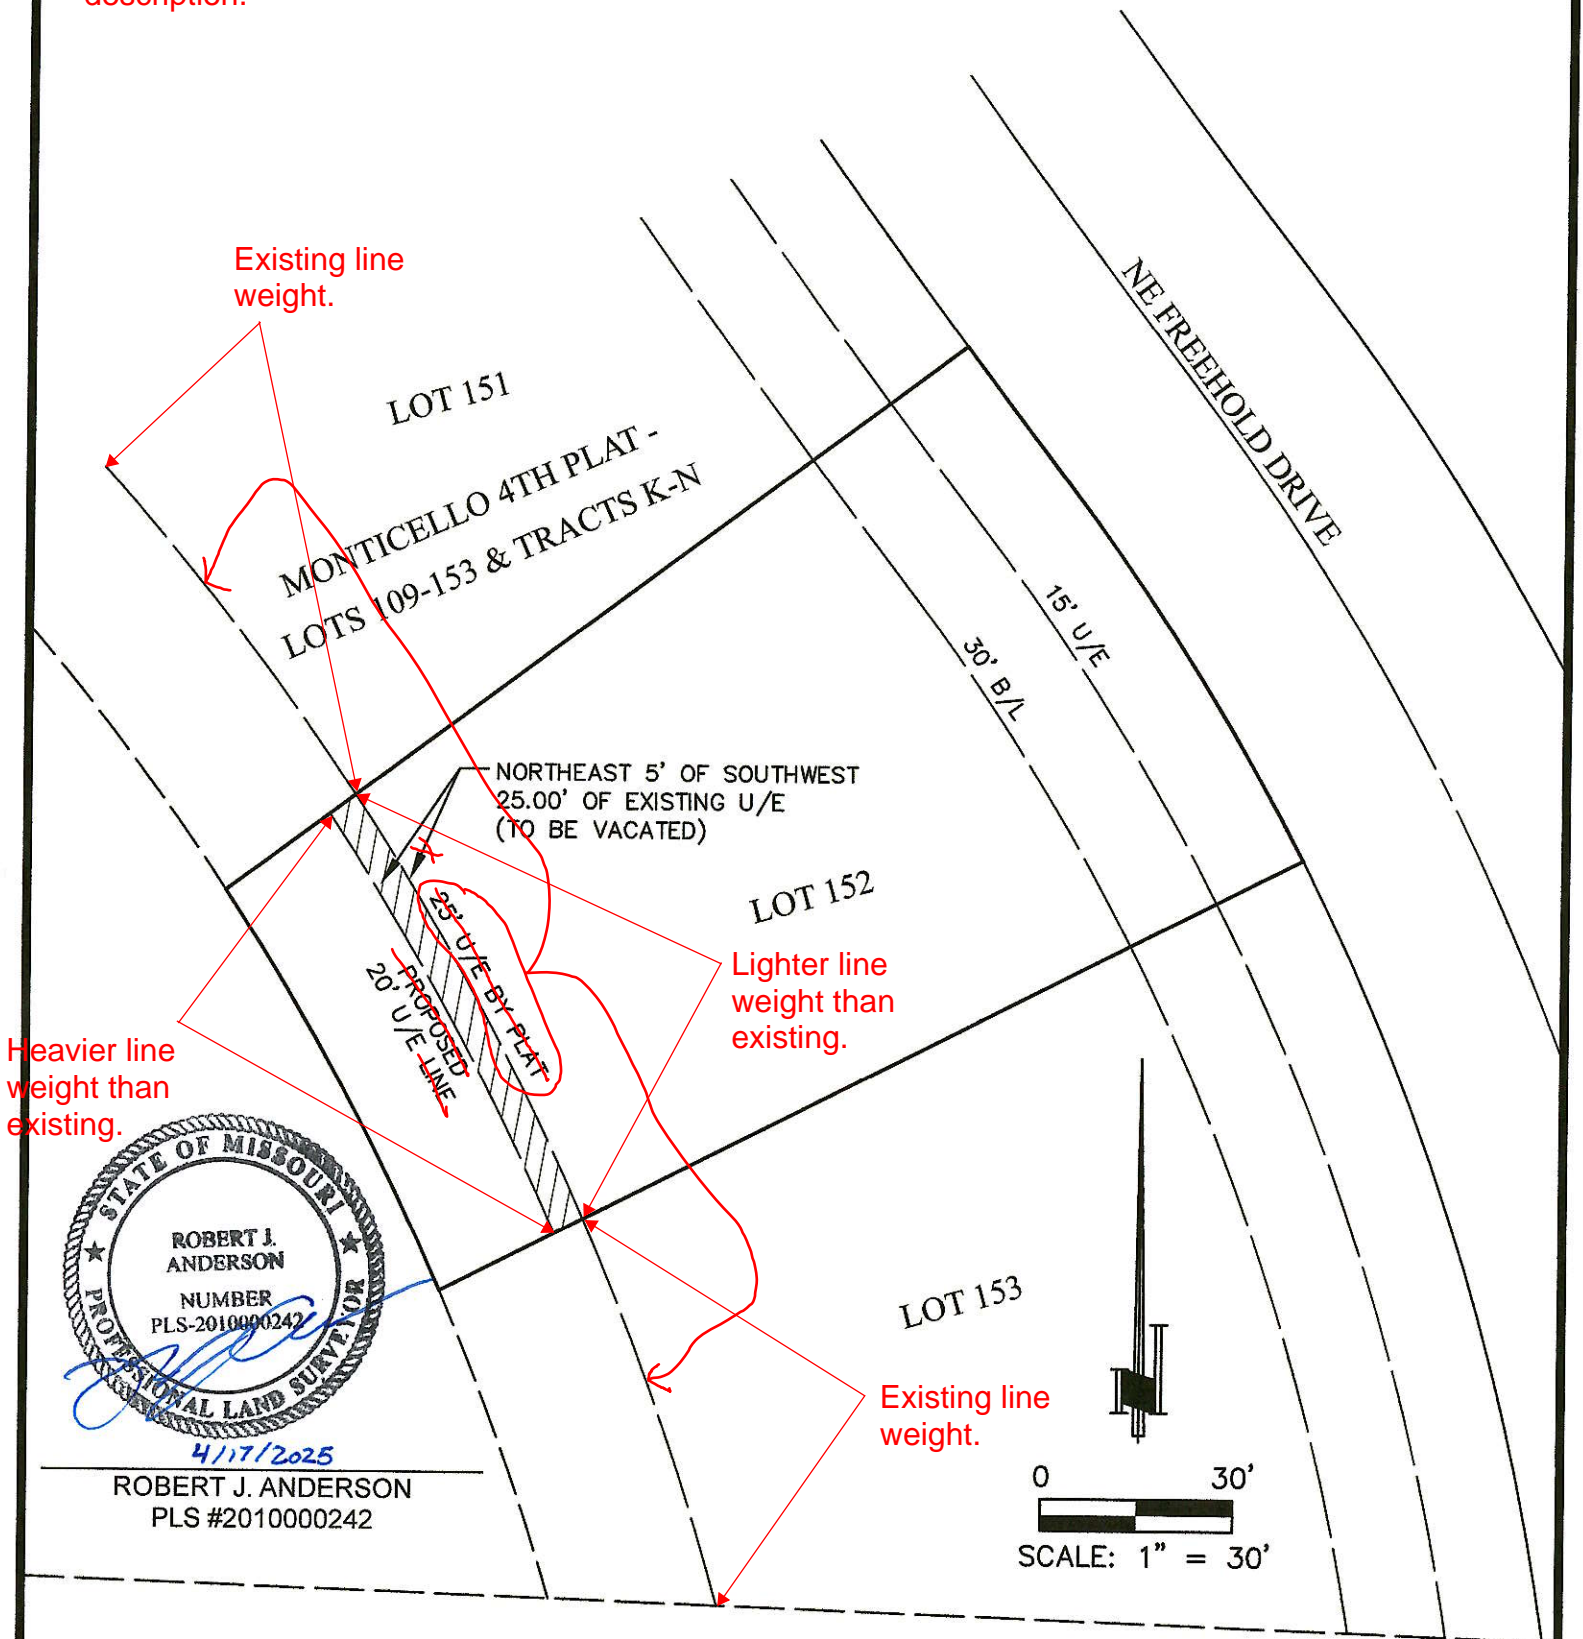 description.
Existing line
weight.
LOT 151
MONTICELLO 4TH PLAT -
LOTS 109-153 & TRACTS K-N
NE FREEHOLD DRIVE
15' U/E
30' B/L
NORTHEAST 5' OF SOUTHWEST
25.00' OF EXISTING U/E
(TO BE VACATED)
LOT 152
25' U/E BY PLAT
PROPOSED
20' U/E LINE
Lighter line
weight than
existing.
Heavier line
weight than
existing.
STATE OF MISSOURI
ROBERT J.
ANDERSON
NUMBER
PLS-2010000242
PROFESSIONAL LAND SURVEYOR
4/17/2025
ROBERT J. ANDERSON
PLS #2010000242
LOT 153
Existing line
weight.
N
0 30'
SCALE: 1" = 30'